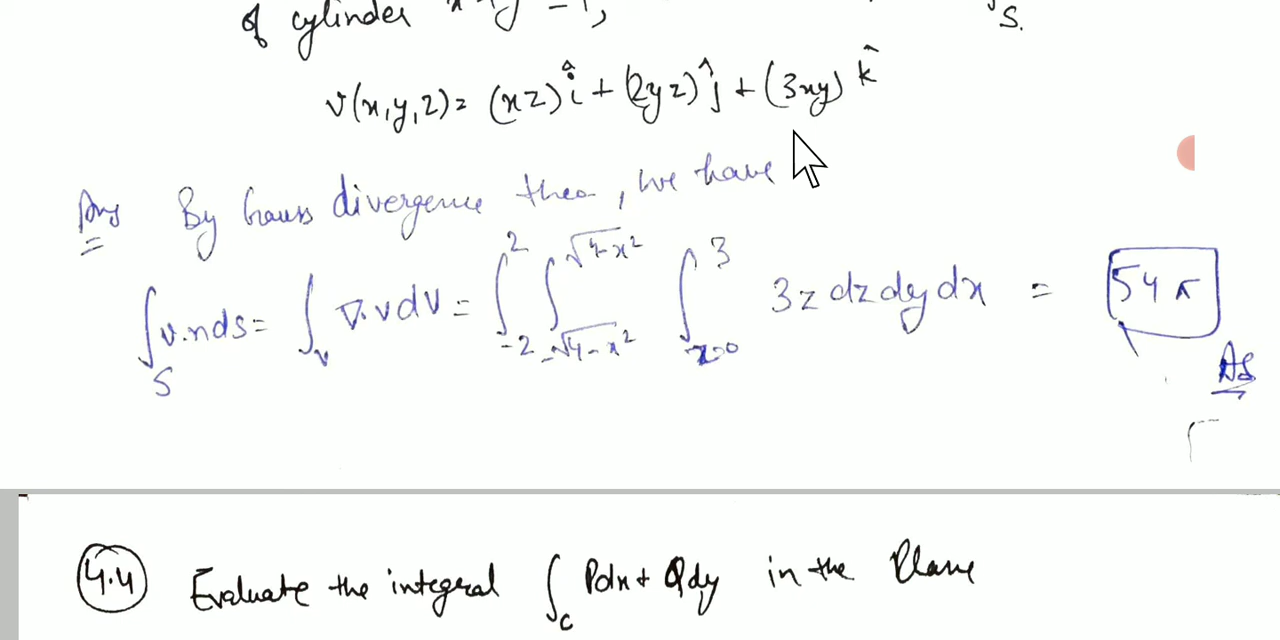 of cylinder
S.
v(x,y,z)= (xz)î + (2yz)ĵ + (3xy) k̂
Ans By Gauss divergence theo, we have
∫_S v.nds = ∫_v ∇.v dV = ∫_{-2}^{2} ∫_{-√4-x²}^{√4-x²} ∫_{z=0}^{3} 3z dz dy dx = 54π
As
4.4 Evaluate the integral ∫_c Pdx + Qdy in the Plane